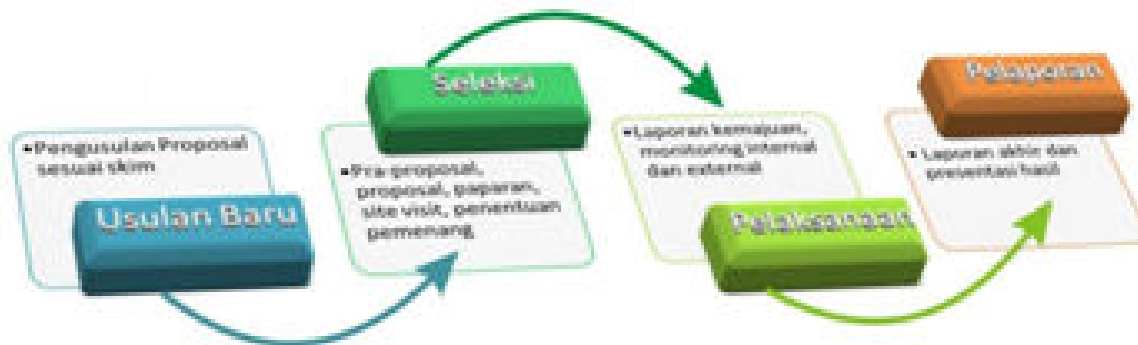 Usulan Baru
•Pengusulan Proposal
sesuai skim
Seleksi
•Pra-proposal,
proposal, paparan,
site visit, penentuan
pemenang
Pelaksanaan
•Laporan kemajuan,
monitoring internal
dan external
Pelaporan
• Laporan akhir dan
presentasi hasil